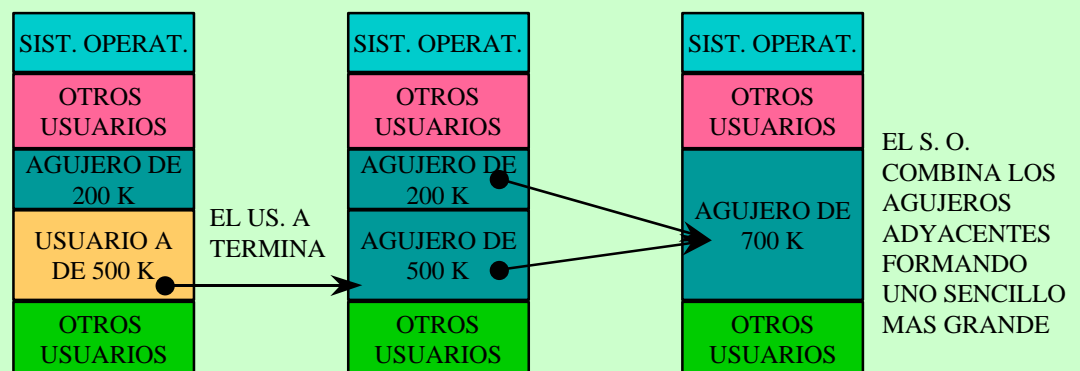 SIST. OPERAT.
OTROS
USUARIOS
AGUJERO DE
200 K
USUARIO A
DE 500 K
OTROS
USUARIOS
EL US. A
TERMINA
SIST. OPERAT.
OTROS
USUARIOS
AGUJERO DE
200 K
AGUJERO DE
500 K
OTROS
USUARIOS
SIST. OPERAT.
OTROS
USUARIOS
AGUJERO DE
700 K
OTROS
USUARIOS
EL S. O.
COMBINA LOS
AGUJEROS
ADYACENTES
FORMANDO
UNO SENCILLO
MAS GRANDE